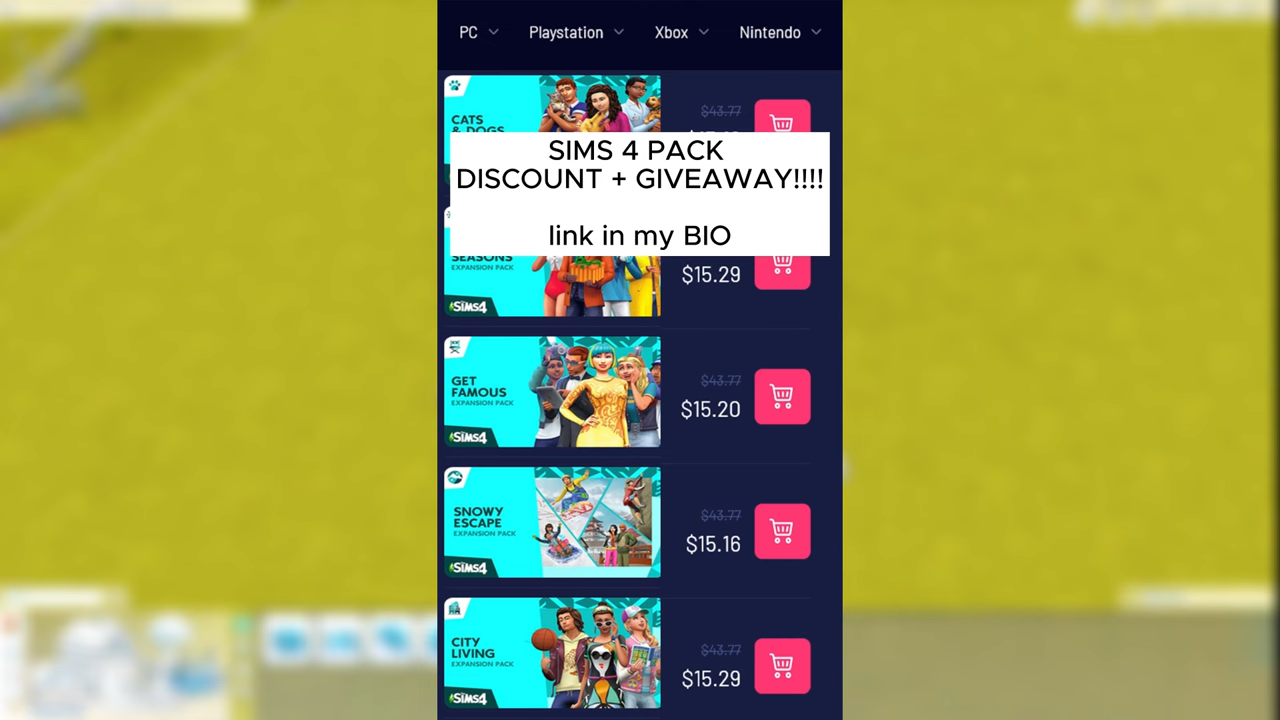 PC
Playstation
Xbox
Nintendo
CATS
& DOGS
$43.77
SIMS 4 PACK
DISCOUNT + GIVEAWAY!!!!
link in my BIO
SEASONS
EXPANSION PACK
SIMS4
$15.29
GET
FAMOUS
EXPANSION PACK
SIMS4
$43.77
$15.20
SNOWY
ESCAPE
EXPANSION PACK
SIMS4
$43.77
$15.16
CITY
LIVING
EXPANSION PACK
SIMS4
$43.77
$15.29